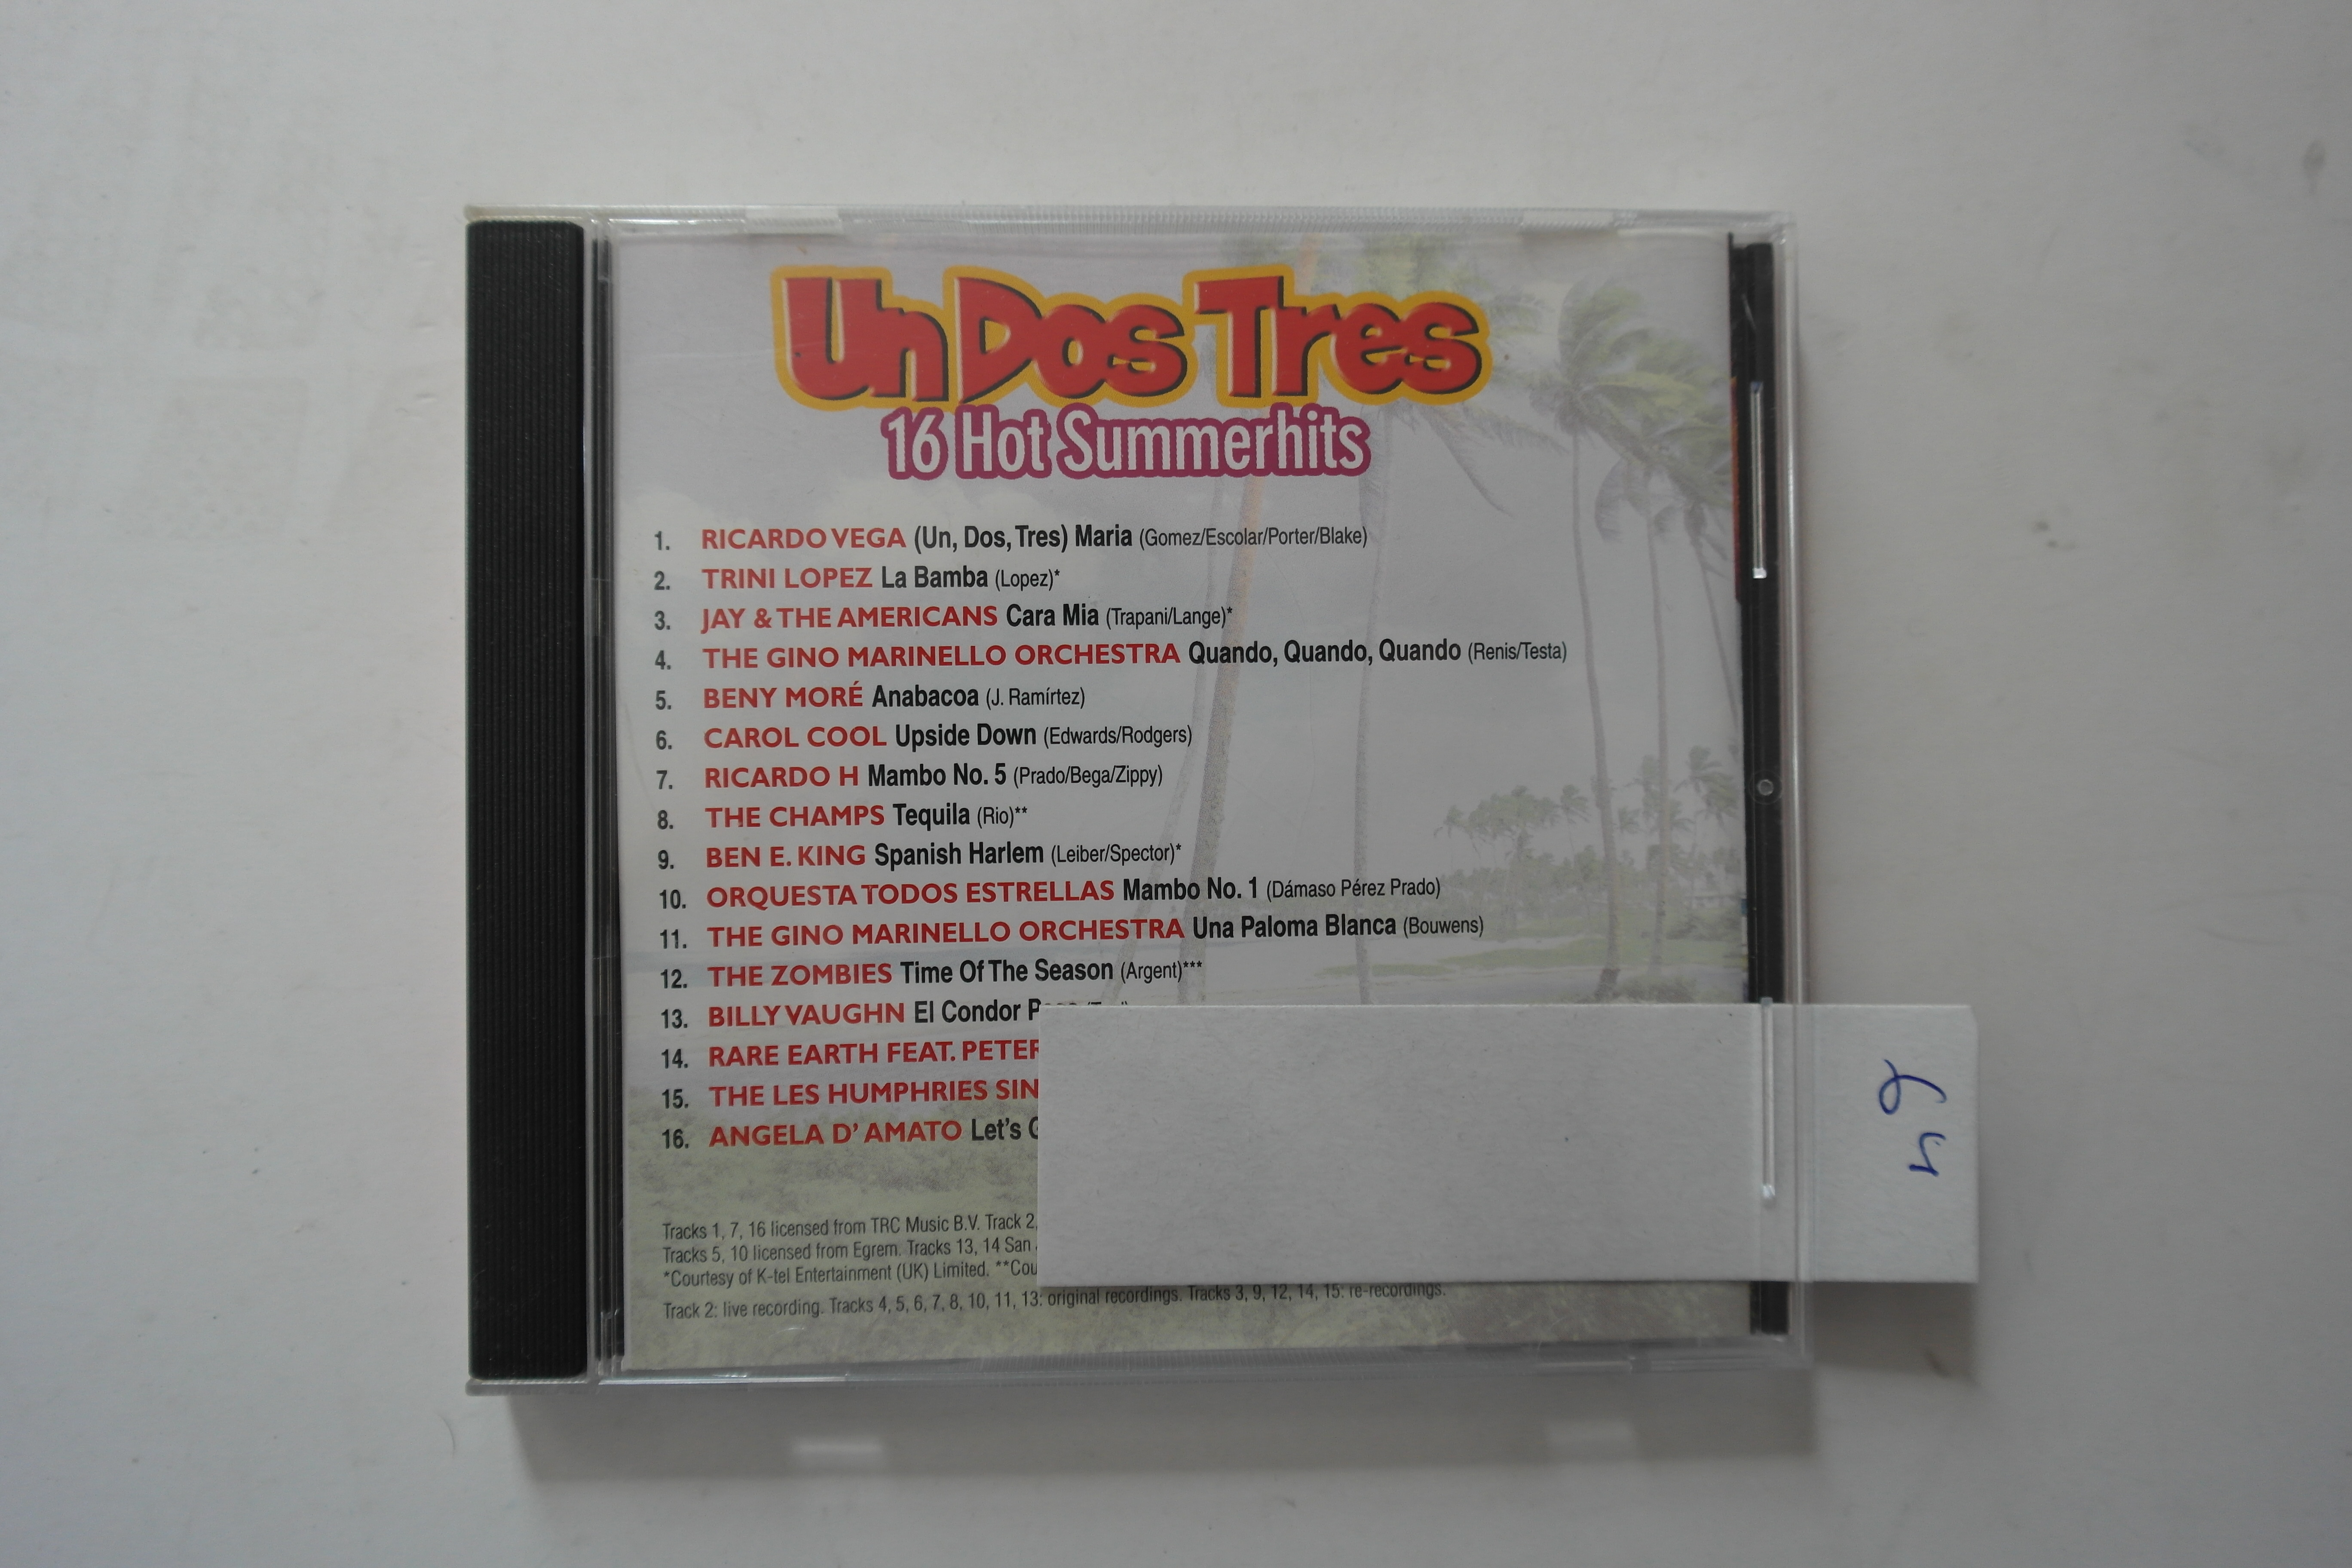 Un Dos Tres
16 Hot Summerhits
1. RICARDO VEGA (Un, Dos, Tres) Maria (Gomez/Escolar/Porter/Blake)
2. TRINI LOPEZ La Bamba (Lopez)*
3. JAY & THE AMERICANS Cara Mia (Trapani/Lange)*
4. THE GINO MARINELLO ORCHESTRA Quando, Quando, Quando (Renis/Testa)
5. BENY MORÉ Anabacoa (J. Ramírtez)
6. CAROL COOL Upside Down (Edwards/Rodgers)
7. RICARDO H Mambo No. 5 (Prado/Bega/Zippy)
8. THE CHAMPS Tequila (Rio)**
9. BEN E. KING Spanish Harlem (Leiber/Spector)*
10. ORQUESTA TODOS ESTRELLAS Mambo No. 1 (Dámaso Pérez Prado)
11. THE GINO MARINELLO ORCHESTRA Una Paloma Blanca (Bouwens)
12. THE ZOMBIES Time Of The Season (Argent)***
13. BILLY VAUGHN El Condor
14. RARE EARTH FEAT. PETER
15. THE LES HUMPHRIES
16. ANGELA D' AMATO Let's
Tracks 1, 7, 16 licensed from TRC Music B.V. Track 2,
Tracks 5, 10 licensed from Egrem. Tracks 13, 14 San
*Courtesy of K-tel Entertainment (UK) Limited.
Track 2: live recording. Tracks 4, 5, 6, 7, 8, 10, 11, 13: original recordings. Tracks 3, 9, 12, 14, 15: re-recordings.